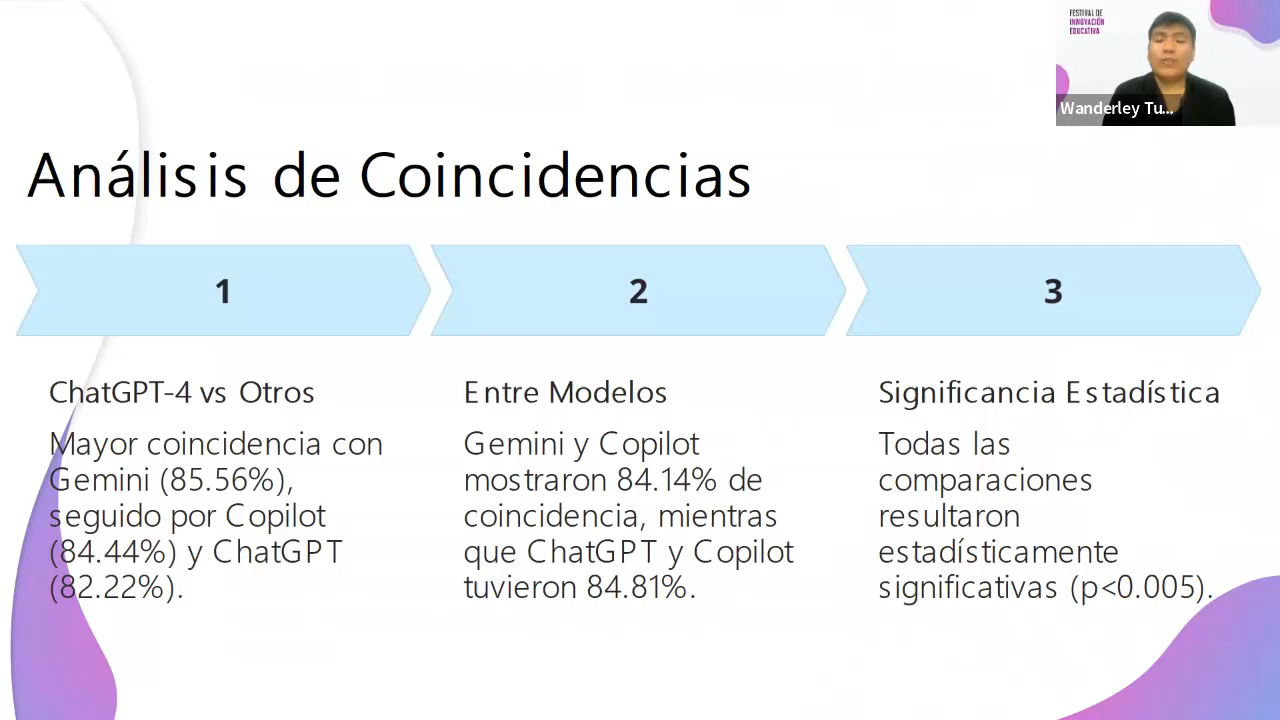 FESTIVAL DE
INNOVACIÓN
EDUCATIVA
Wanderley Tu...
Análisis de Coincidencias
1
2
3
ChatGPT-4 vs Otros
Mayor coincidencia con
Gemini (85.56%),
seguido por Copilot
(84.44%) y ChatGPT
(82.22%).
Entre Modelos
Gemini y Copilot
mostraron 84.14% de
coincidencia, mientras
que ChatGPT y Copilot
tuvieron 84.81%.
Significancia Estadística
Todas las
comparaciones
resultaron
estadísticamente
significativas (p<0.005).